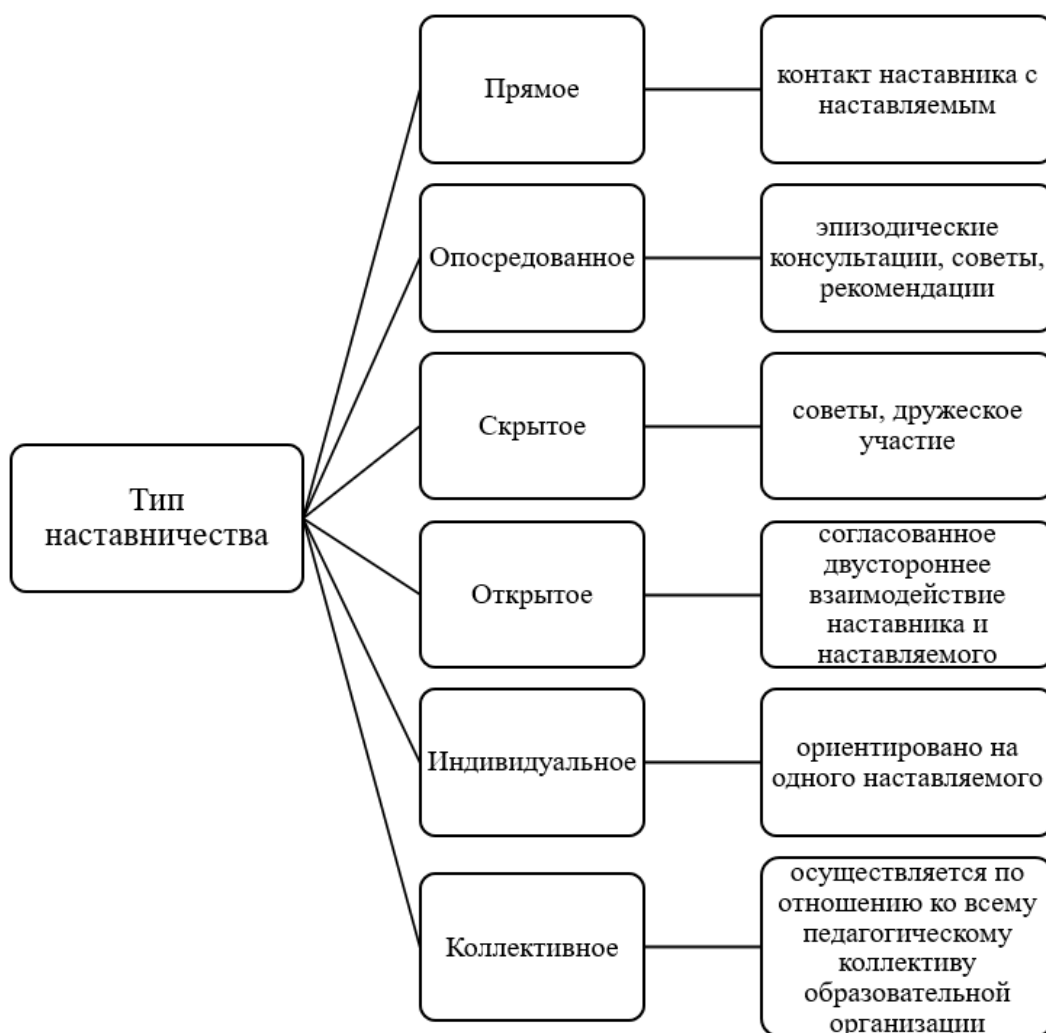 Тип
наставничества
Прямое
контакт наставника с
наставляемым
Опосредованное
эпизодические
консультации, советы,
рекомендации
Скрытое
советы, дружеское
участие
Открытое
согласованное
двустороннее
взаимодействие
наставника и
наставляемого
Индивидуальное
ориентировано на
одного наставляемого
Коллективное
осуществляется по
отношению ко всему
педагогическому
коллективу
образовательной
организации